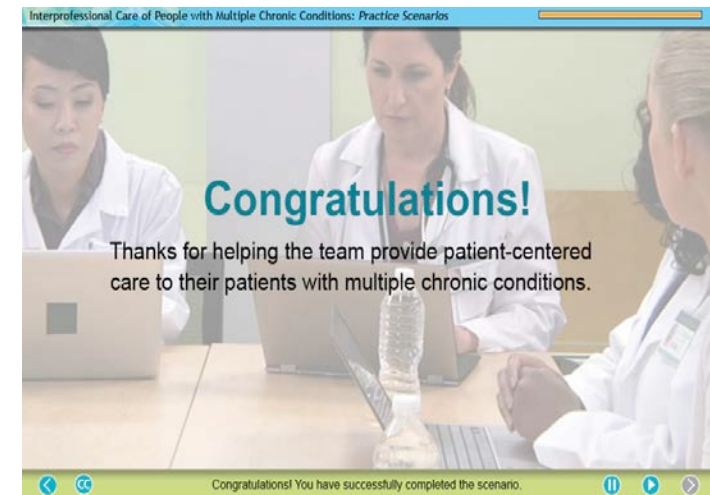 Interprofessional Care of People with Multiple Chronic Conditions: Practice Scenarios
Congratulations!
Thanks for helping the team provide patient-centered
care to their patients with multiple chronic conditions.
CC
Congratulations! You have successfully completed the scenario.